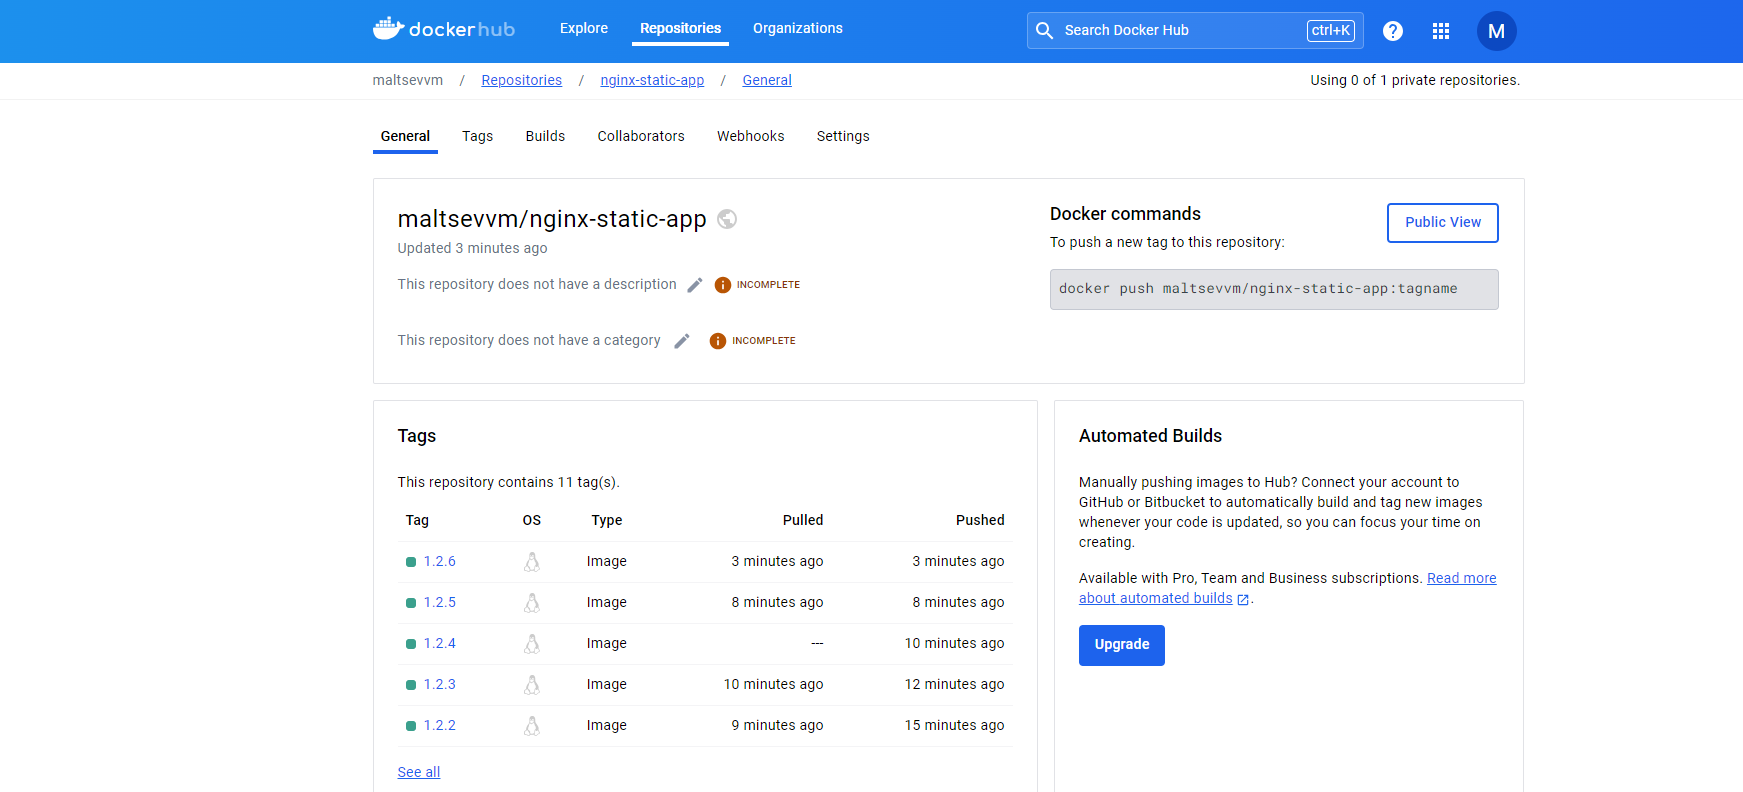 dockerhub Explore Repositories Organizations Search Docker Hub ctrl+K ? M
maltsevvm / Repositories / nginx-static-app / General Using 0 of 1 private repositories.
General Tags Builds Collaborators Webhooks Settings
maltsevvm/nginx-static-app
Updated 3 minutes ago
This repository does not have a description INCOMPLETE
This repository does not have a category INCOMPLETE
Docker commands
Public View
To push a new tag to this repository:
docker push maltsevvm/nginx-static-app:tagname
Tags
This repository contains 11 tag(s).
Tag OS Type Pulled Pushed
1.2.6 Image 3 minutes ago 3 minutes ago
1.2.5 Image 8 minutes ago 8 minutes ago
1.2.4 Image --- 10 minutes ago
1.2.3 Image 10 minutes ago 12 minutes ago
1.2.2 Image 9 minutes ago 15 minutes ago
See all
Automated Builds
Manually pushing images to Hub? Connect your account to
GitHub or Bitbucket to automatically build and tag new images
whenever your code is updated, so you can focus your time on
creating.
Available with Pro, Team and Business subscriptions. Read more
about automated builds .
Upgrade